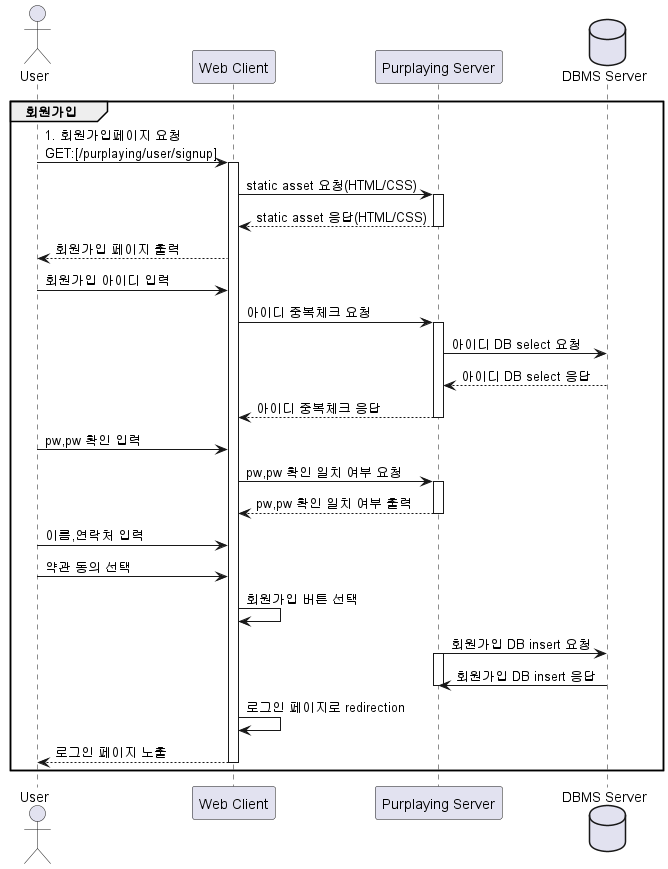 User
Web Client
Purplaying Server
DBMS Server
회원가입
1. 회원가입페이지 요청
GET:[/purplaying/user/signup]
static asset 요청(HTML/CSS)
static asset 응답(HTML/CSS)
회원가입 페이지 출력
회원가입 아이디 입력
아이디 중복체크 요청
아이디 DB select 요청
아이디 DB select 응답
아이디 중복체크 응답
pw,pw 확인 입력
pw,pw 확인 일치 여부 요청
pw,pw 확인 일치 여부 출력
이름,연락처 입력
약관 동의 선택
회원가입 버튼 선택
회원가입 DB insert 요청
회원가입 DB insert 응답
로그인 페이지로 redirection
로그인 페이지 노출
User
Web Client
Purplaying Server
DBMS Server